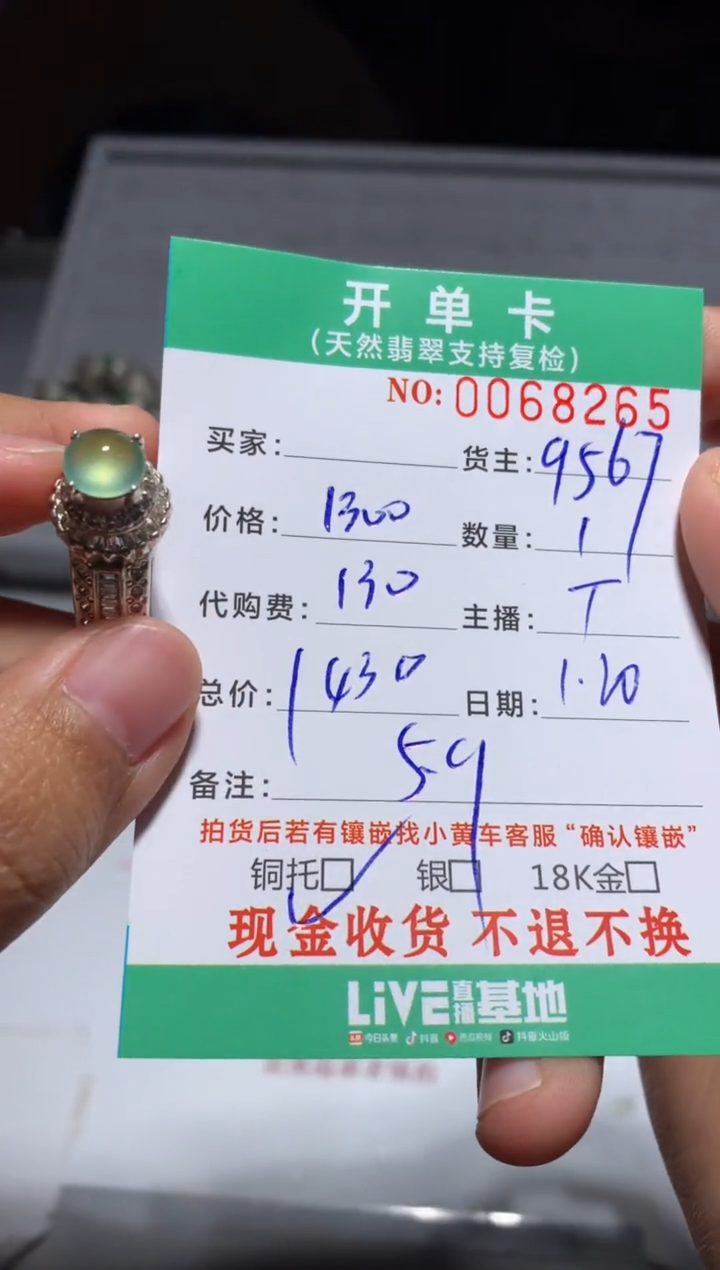 开单卡
(天然翡翠支持复检)
NO: 0068265
买家: 货主: 9567
价格: 1300 数量: 1
代购费: 130 主播: T
总价: 1430 日期: 1.20
备注: 59
拍货后若有镶嵌找小黄车客服“确认镶嵌”
铜托□ 银□ 18K金□
现金收货 不退不换
LiVE直播基地
今日头条 抖音 西瓜视频 抖音火山版